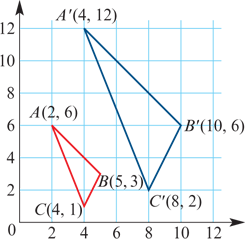 A′(4, 12)
12
10
8
A(2, 6)
6
B′(10, 6)
4
B(5, 3)
2
C′(8, 2)
C(4, 1)
0
2 4 6 8 10 12